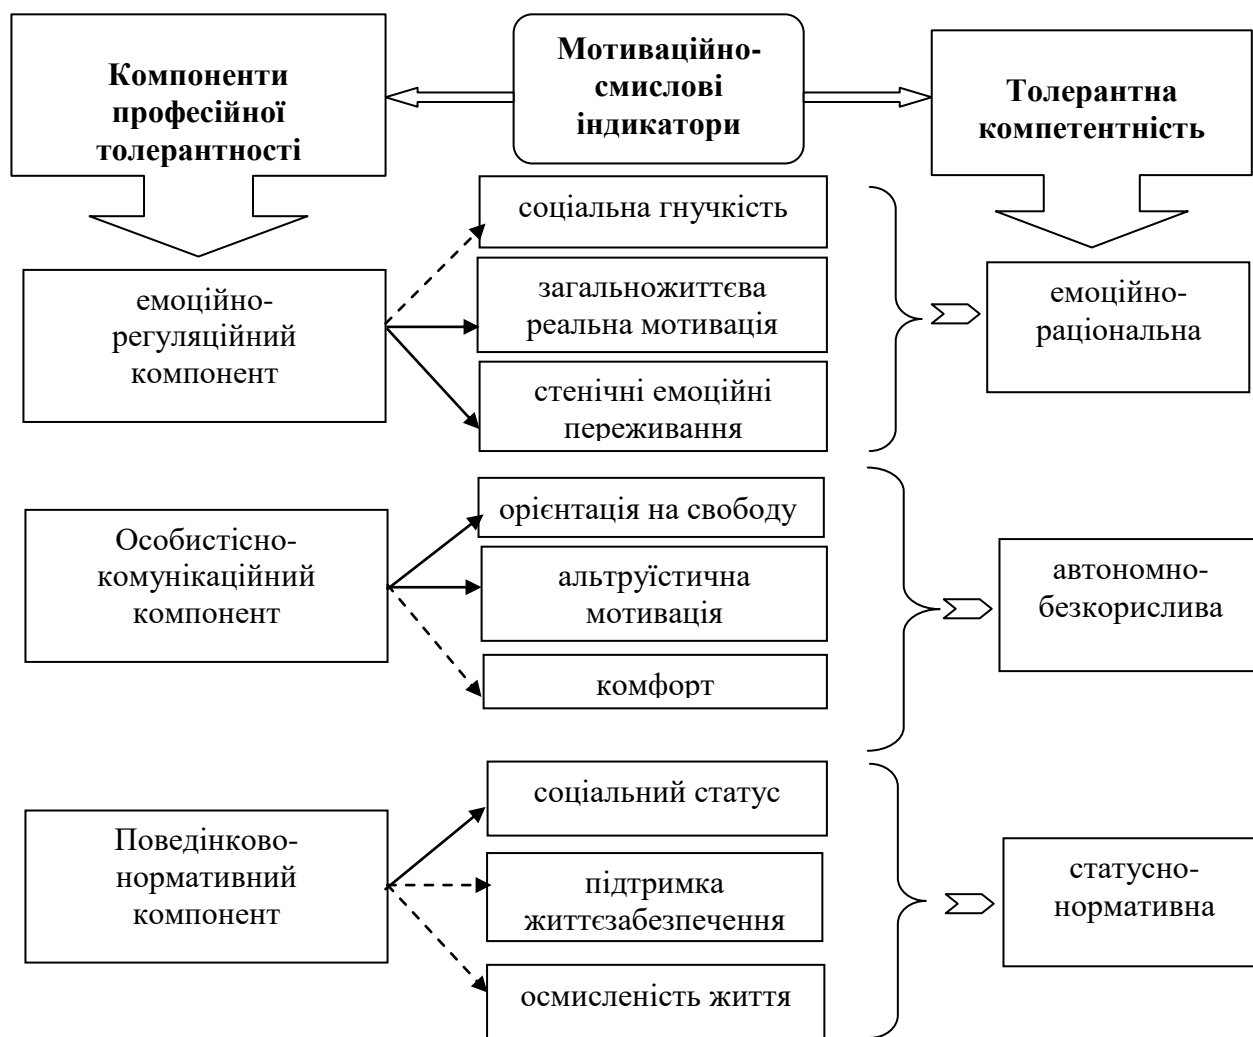 Компоненти
професійної
толерантності
Мотиваційно-
смислові
індикатори
Толерантна
компетентність
емоційно-
регуляційний
компонент
соціальна гнучкість
загальножиттєва
реальна мотивація
стенічні емоційні
переживання
емоційно-
раціональна
Особистісно-
комунікаційний
компонент
орієнтація на свободу
альтруїстична
мотивація
комфорт
автономно-
безкорислива
Поведінково-
нормативний
компонент
соціальний статус
підтримка
життєзабезпечення
осмисленість життя
статусно-
нормативна